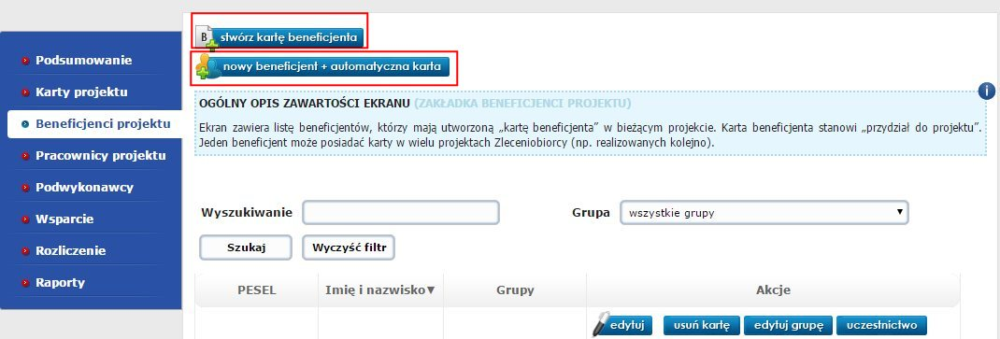 B stwórz kartę beneficjenta
nowy beneficjent + automatyczna karta
Podsumowanie
Karty projektu
Beneficjenci projektu
Pracownicy projektu
Podwykonawcy
Wsparcie
Rozliczenie
Raporty
i
OGÓLNY OPIS ZAWARTOŚCI EKRANU (ZAKŁADKA BENEFICJENCI PROJEKTU)
Ekran zawiera listę beneficjentów, którzy mają utworzoną „kartę beneficjenta” w bieżącym projekcie. Karta beneficjenta stanowi „przydział do projektu”.
Jeden beneficjent może posiadać karty w wielu projektach Zleceniobiorcy (np. realizowanych kolejno).
Wyszukiwanie Grupa wszystkie grupy
Szukaj Wyczyść filtr
PESEL Imię i nazwisko▼ Grupy Akcje
edytuj usuń kartę edytuj grupę uczestnictwo